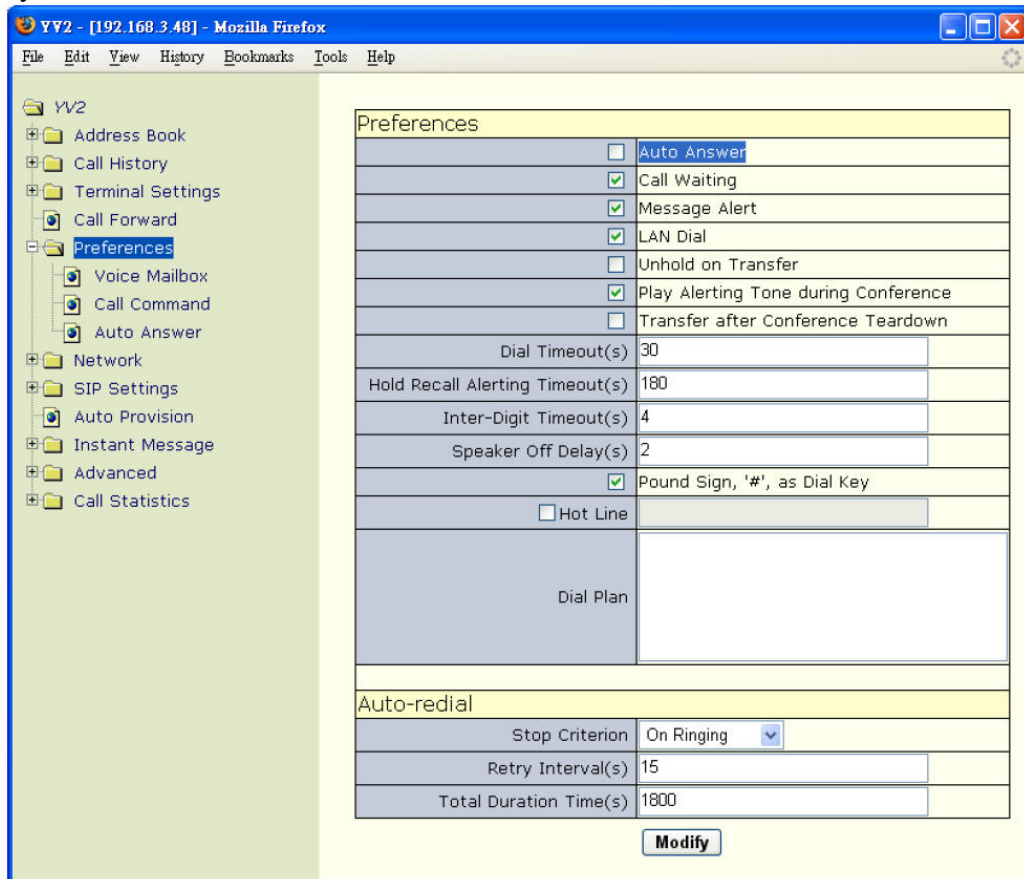 YV2 - [192.168.3.48] - Mozilla Firefox
File Edit View History Bookmarks Tools Help
YV2
Address Book
Call History
Terminal Settings
Call Forward
Preferences
Voice Mailbox
Call Command
Auto Answer
Network
SIP Settings
Auto Provision
Instant Message
Advanced
Call Statistics
Preferences
Auto Answer
Call Waiting
Message Alert
LAN Dial
Unhold on Transfer
Play Alerting Tone during Conference
Transfer after Conference Teardown
Dial Timeout(s) 30
Hold Recall Alerting Timeout(s) 180
Inter-Digit Timeout(s) 4
Speaker Off Delay(s) 2
Pound Sign, '#', as Dial Key
Hot Line
Dial Plan
Auto-redial
Stop Criterion On Ringing
Retry Interval(s) 15
Total Duration Time(s) 1800
Modify